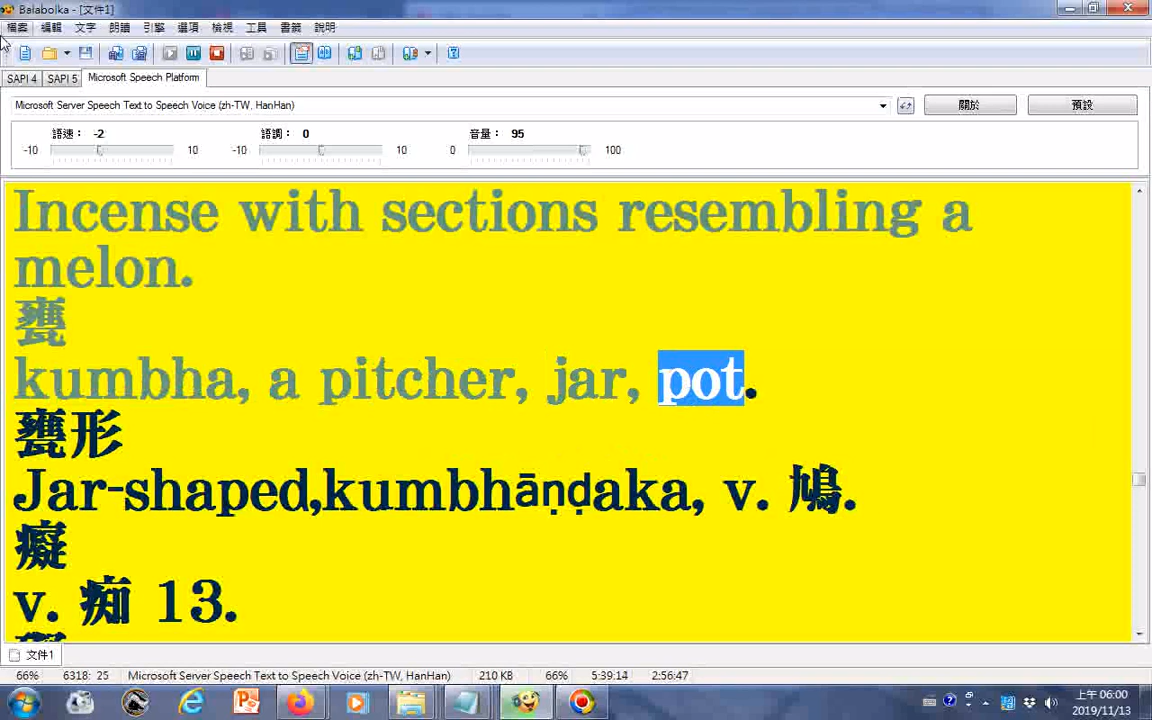 Balabolka - [文件1]
檔案 編輯 文字 朗讀 引擎 選項 檢視 工具 書籤 說明
SAPI 4 SAPI 5 Microsoft Speech Platform
Microsoft Server Speech Text to Speech Voice (zh-TW, HanHan) 關於 預設
語速： -2 語調： 0 音量： 95
-10 10 -10 10 0 100
Incense with sections resembling a
melon.
甕
kumbha, a pitcher, jar, pot.
甕形
Jar-shaped,kumbhāṇḍaka, v. 鳩.
癡
v. 痴 13.
文件1
66% 6318: 25 Microsoft Server Speech Text to Speech Voice (zh-TW, HanHan) 210 KB 66% 5:39:14 2:56:47
上午 06:00
2019/11/13